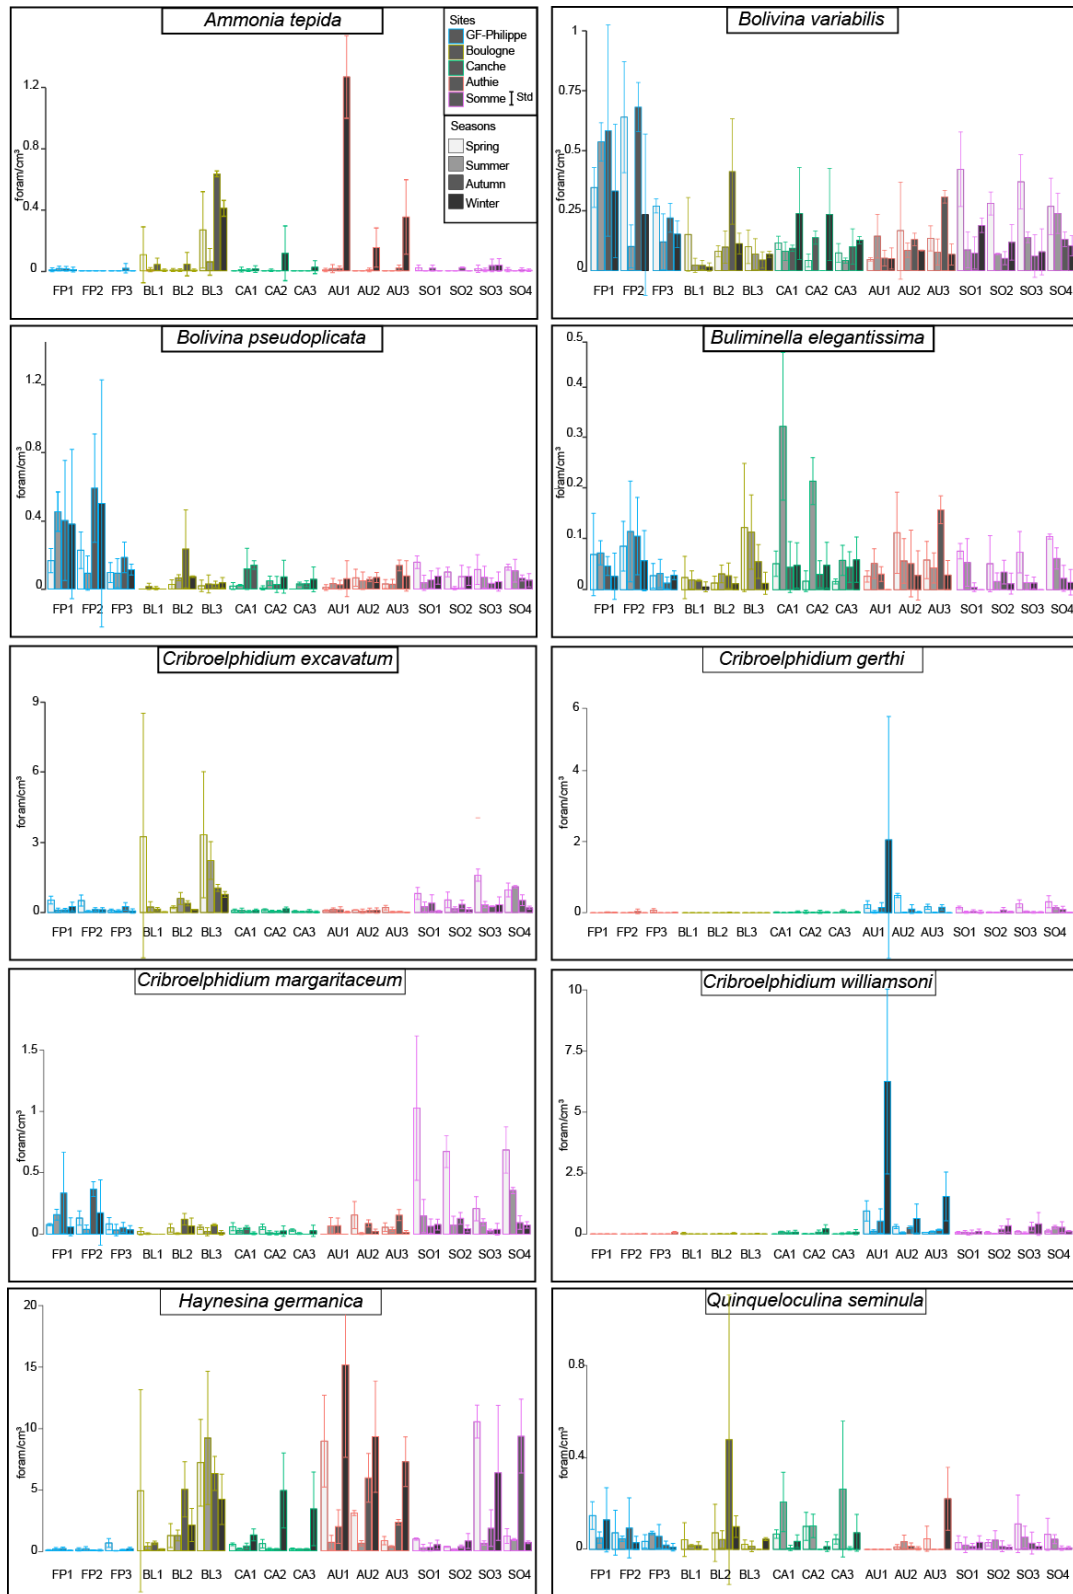 Ammonia tepida
Sites
GF-Philippe
Boulogne
Canche
Authie
Somme Std
Seasons
Spring
Summer
Autumn
Winter
foram/cm³
1.2
0.8
0.4
0
FP1 FP2 FP3 BL1 BL2 BL3 CA1 CA2 CA3 AU1 AU2 AU3 SO1 SO2 SO3 SO4
Bolivina variabilis
foram/cm³
1
0.75
0.5
0.25
0
FP1 FP2 FP3 BL1 BL2 BL3 CA1 CA2 CA3 AU1 AU2 AU3 SO1 SO2 SO3 SO4
Bolivina pseudoplicata
foram/cm³
1.2
0.8
0.4
0
FP1 FP2 FP3 BL1 BL2 BL3 CA1 CA2 CA3 AU1 AU2 AU3 SO1 SO2 SO3 SO4
Buliminella elegantissima
foram/cm³
0.5
0.4
0.3
0.2
0.1
0
FP1 FP2 FP3 BL1 BL2 BL3 CA1 CA2 CA3 AU1 AU2 AU3 SO1 SO2 SO3 SO4
Cribroelphidium excavatum
foram/cm³
9
6
3
0
FP1 FP2 FP3 BL1 BL2 BL3 CA1 CA2 CA3 AU1 AU2 AU3 SO1 SO2 SO3 SO4
Cribroelphidium gerthi
foram/cm³
6
4
2
0
FP1 FP2 FP3 BL1 BL2 BL3 CA1 CA2 CA3 AU1 AU2 AU3 SO1 SO2 SO3 SO4
Cribroelphidium margaritaceum
foram/cm³
1.5
1
0.5
0
FP1 FP2 FP3 BL1 BL2 BL3 CA1 CA2 CA3 AU1 AU2 AU3 SO1 SO2 SO3 SO4
Cribroelphidium williamsoni
foram/cm³
10
7.5
5
2.5
0
FP1 FP2 FP3 BL1 BL2 BL3 CA1 CA2 CA3 AU1 AU2 AU3 SO1 SO2 SO3 SO4
Haynesina germanica
foram/cm³
20
15
10
5
0
FP1 FP2 FP3 BL1 BL2 BL3 CA1 CA2 CA3 AU1 AU2 AU3 SO1 SO2 SO3 SO4
Quinqueloculina seminula
foram/cm³
0.8
0.4
0
FP1 FP2 FP3 BL1 BL2 BL3 CA1 CA2 CA3 AU1 AU2 AU3 SO1 SO2 SO3 SO4